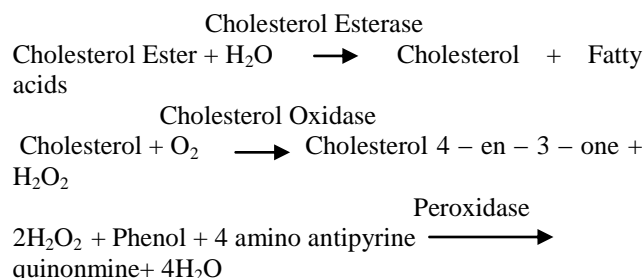 Cholesterol Esterase
Cholesterol Ester + H₂O → Cholesterol + Fatty
acids
Cholesterol Oxidase
Cholesterol + O₂ → Cholesterol 4 – en – 3 – one +
H₂O₂
Peroxidase
2H₂O₂ + Phenol + 4 amino antipyrine →
quinonmine+ 4H₂O